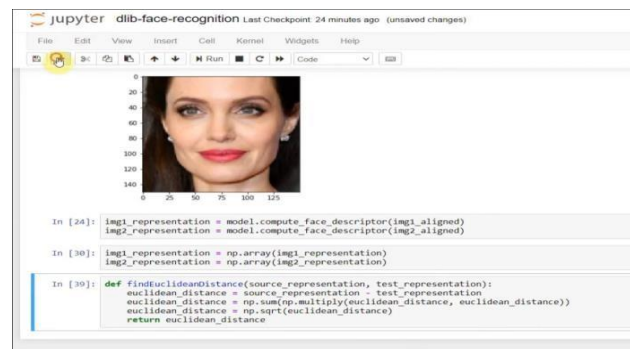 jupyter dlib-face-recognition Last Checkpoint: 24 minutes ago (unsaved changes)
File Edit View Insert Cell Kernel Widgets Help
Run Code
0
20
40
60
80
100
120
140
0 25 50 75 100 125
In [24]: img1_representation = model.compute_face_descriptor(img1_aligned)
img2_representation = model.compute_face_descriptor(img2_aligned)
In [30]: img1_representation = np.array(img1_representation)
img2_representation = np.array(img2_representation)
In [39]: def findEuclideanDistance(source_representation, test_representation):
euclidean_distance = source_representation - test_representation
euclidean_distance = np.sum(np.multiply(euclidean_distance, euclidean_distance))
euclidean_distance = np.sqrt(euclidean_distance)
return euclidean_distance